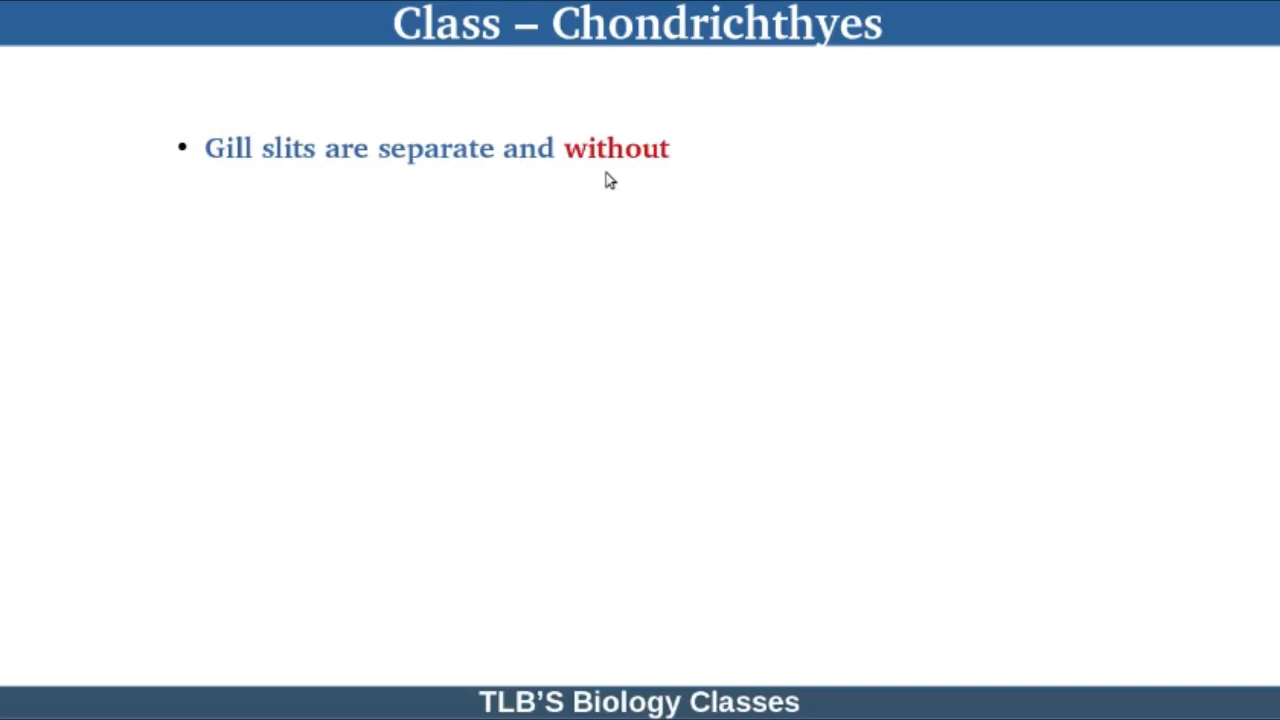 Class – Chondrichthyes
• Gill slits are separate and without
TLB’S Biology Classes